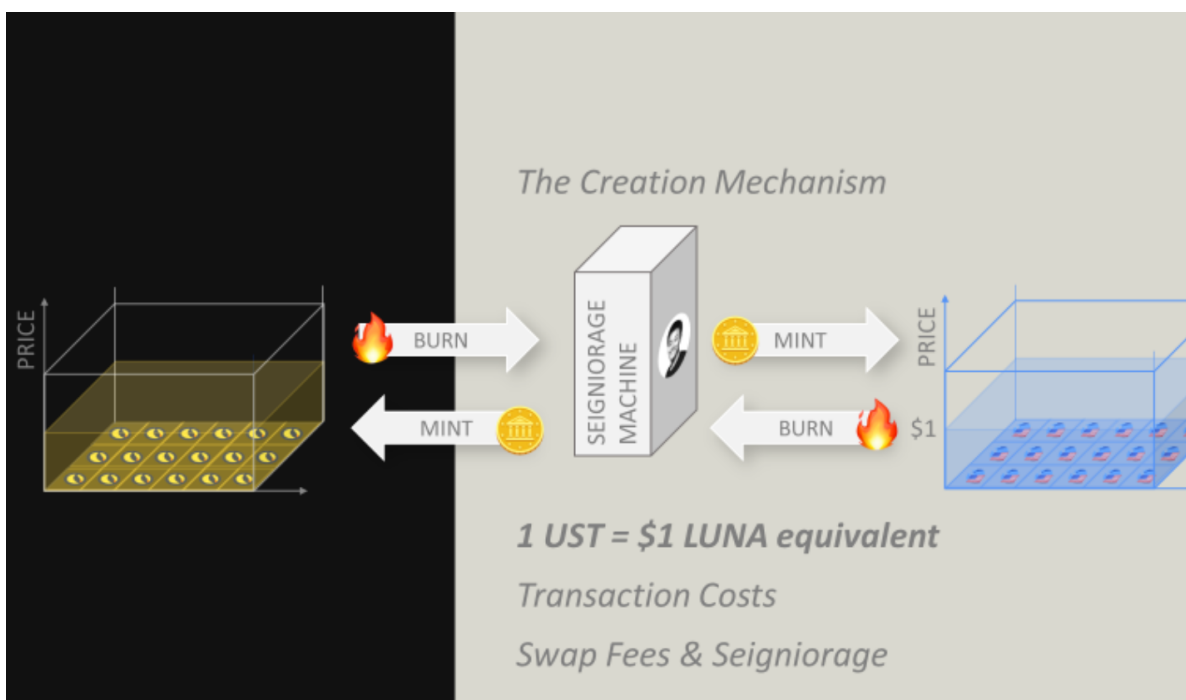 The Creation Mechanism
PRICE
BURN
SEIGNIORAGE
MACHINE
MINT
PRICE
MINT
BURN
$1
1 UST = $1 LUNA equivalent
Transaction Costs
Swap Fees & Seigniorage